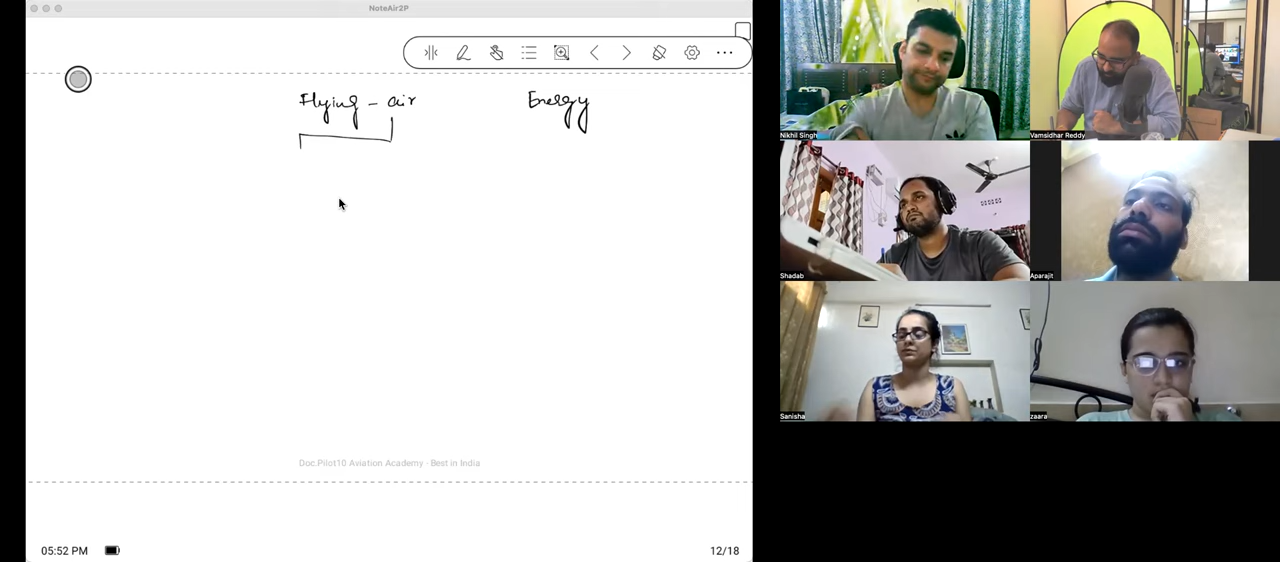 NoteAir2P
Flying - air Energy
Doc.Pilot10 Aviation Academy - Best in India
05:52 PM
12/18
Nikhil Singh
Vamsidhar Reddy
Shadab
Aparajit
Sanisha
zaara